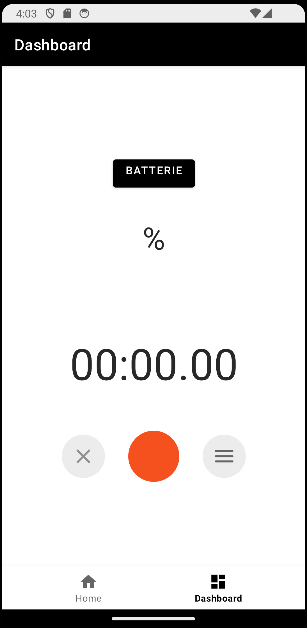 4:03
Dashboard
BATTERIE
%
00:00.00
Home
Dashboard